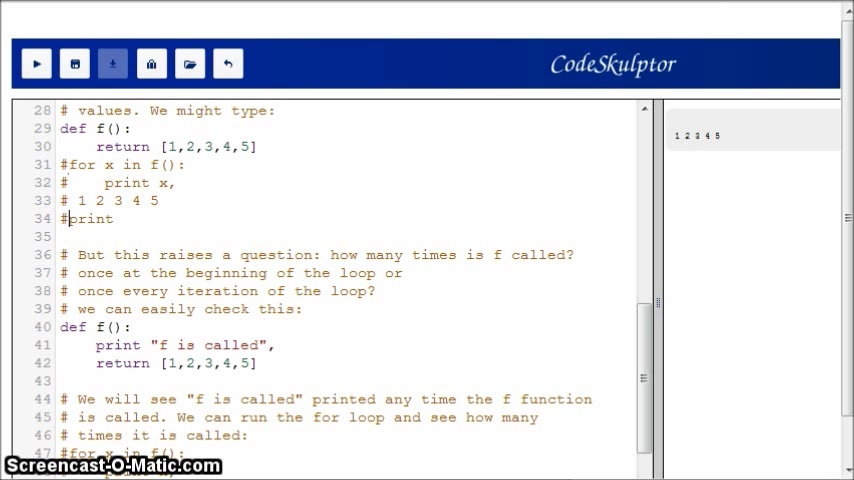 CodeSkulptor
28 # values. We might type:
29 def f():
30     return [1,2,3,4,5]
31 #for x in f():
32 #    print x,
33 # 1 2 3 4 5
34 #print
35
36 # But this raises a question: how many times is f called?
37 # once at the beginning of the loop or
38 # once every iteration of the loop?
39 # we can easily check this:
40 def f():
41     print "f is called",
42     return [1,2,3,4,5]
43
44 # We will see "f is called" printed any time the f function
45 # is called. We can run the for loop and see how many
46 # times it is called:
47 #for x in f():
1 2 3 4 5
Screencast-O-Matic.com